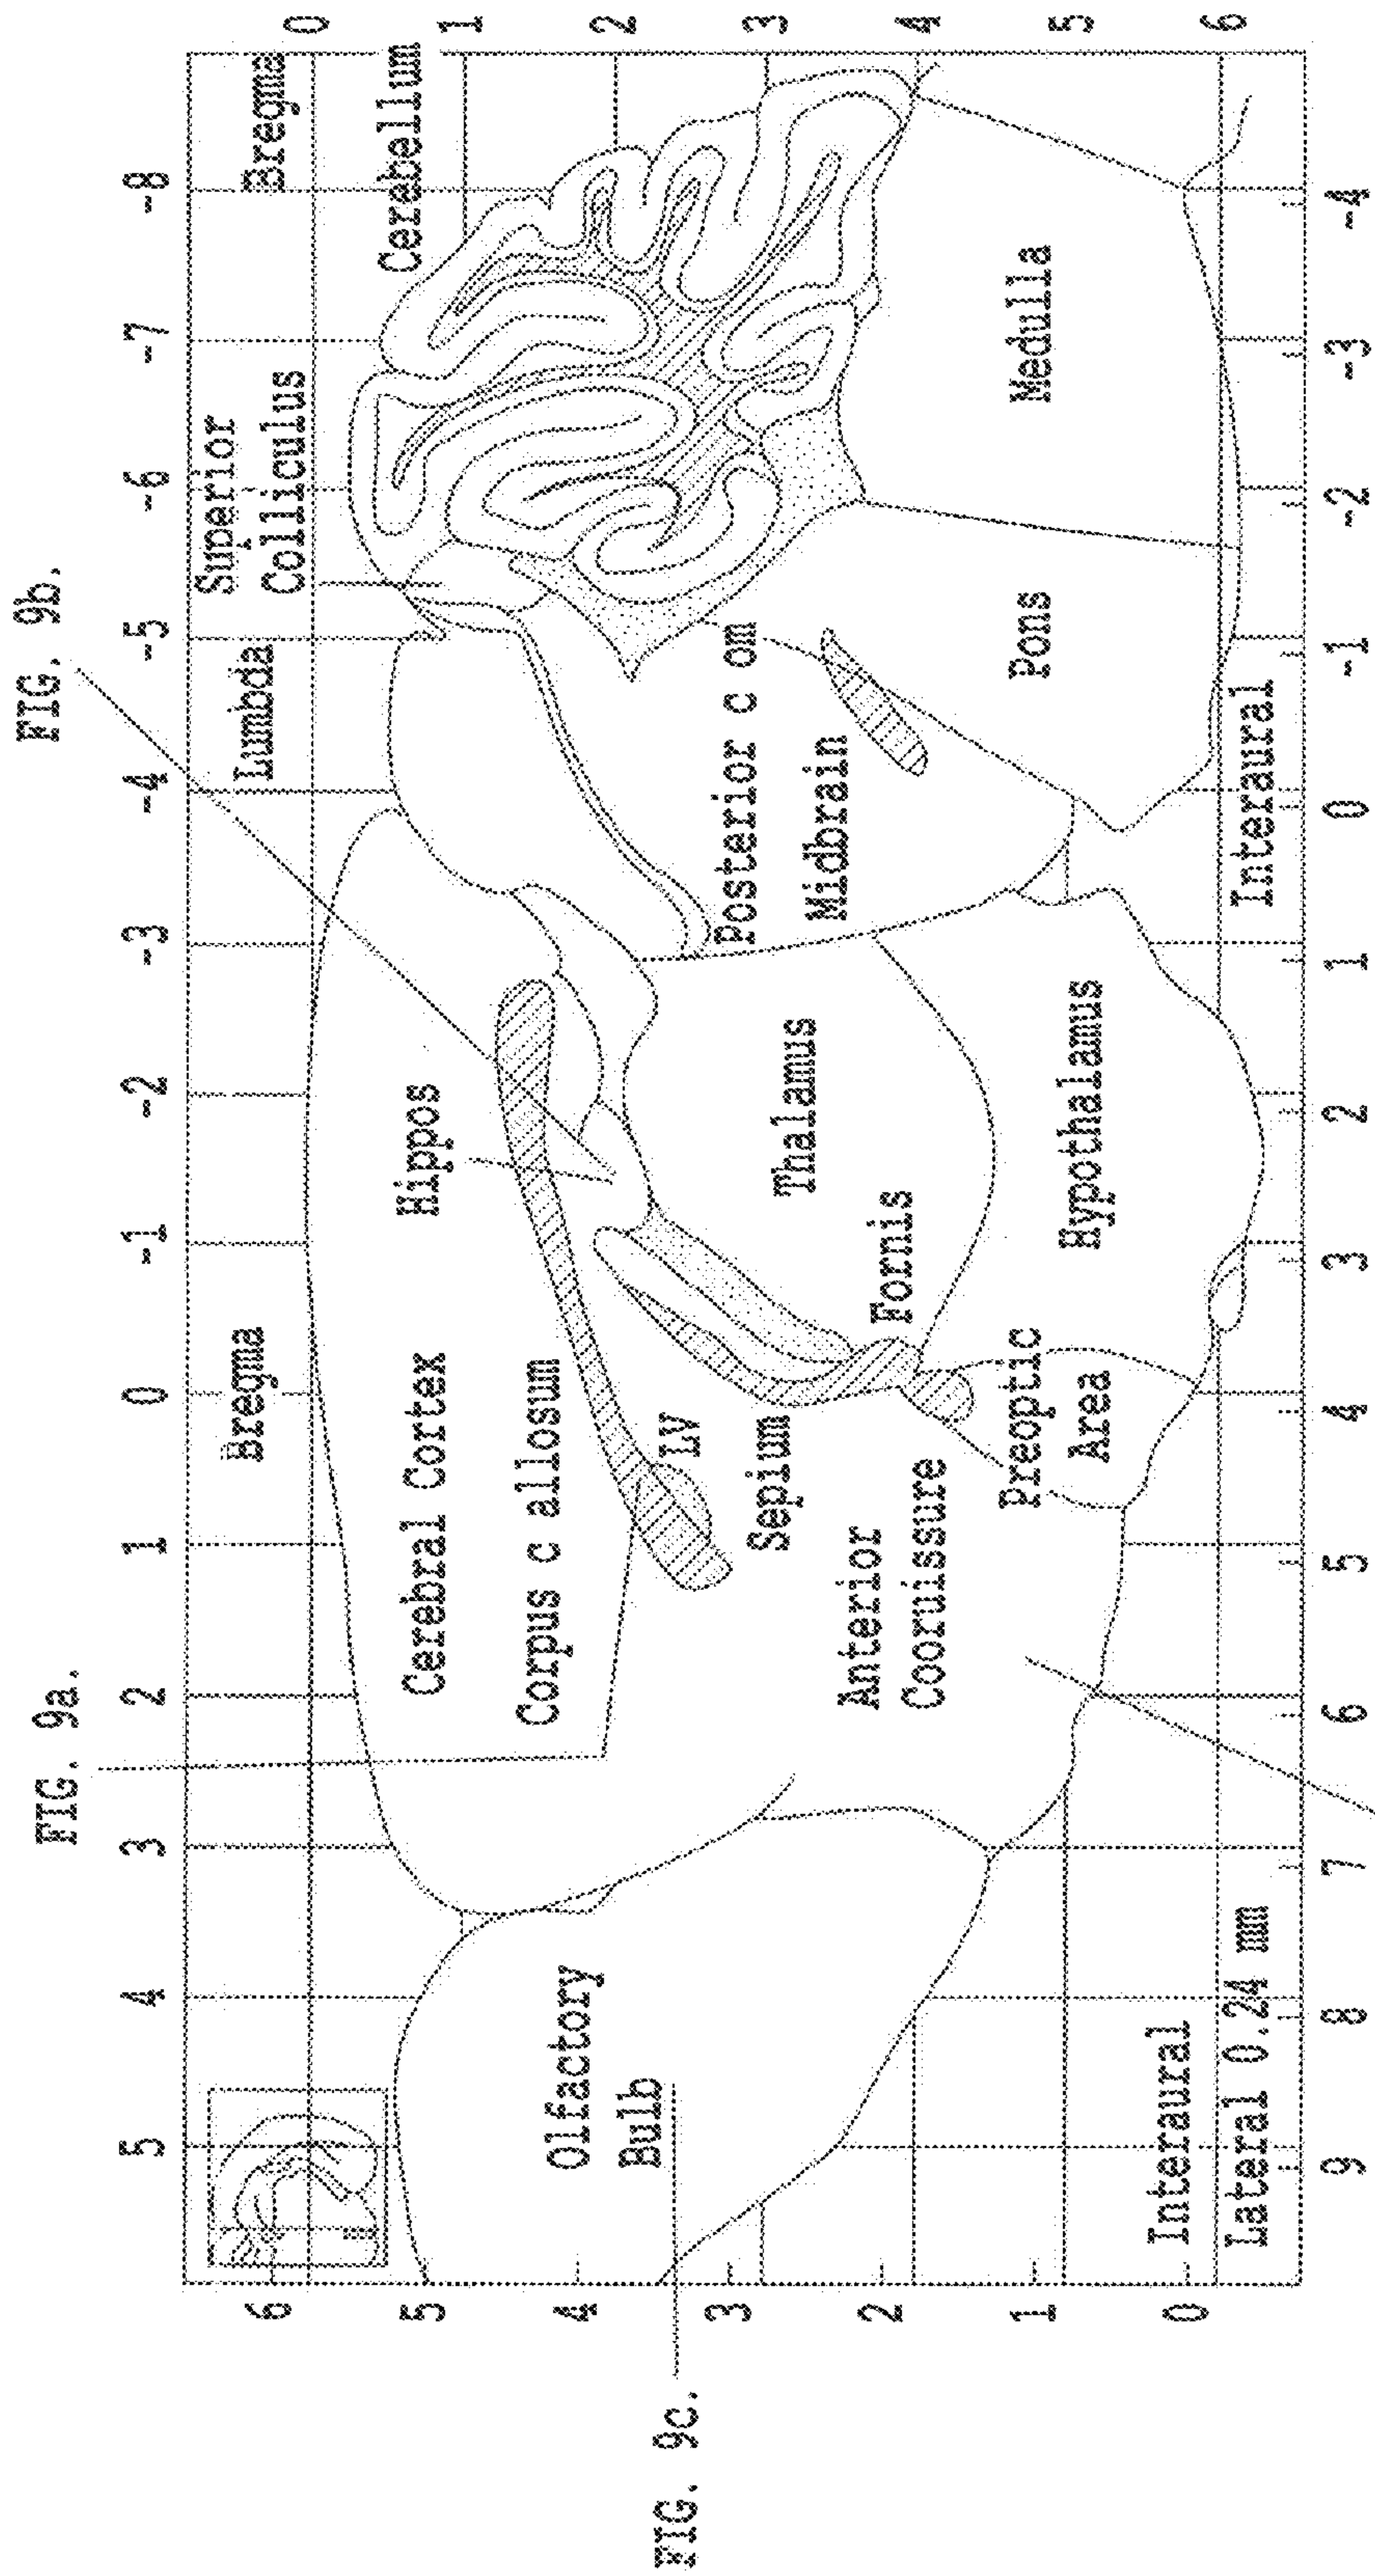 FIG. 9a.
FIG. 9b.
5 4 3 2 1 0 -1 -2 -3 -4 -5 -6 -7 -8
Bregma
Lumbda
Superior
Colliculus
Bregma
Cerebellum
Cerebral Cortex
Hippos
Corpus c allosum
LV
Sepium
Olfactory
Bulb
Anterior
Cooruissure
Thalamus
Fornis
Posterior c om
Midbrain
Preoptic
Area
Hypothalamus
Pons
Medulla
Interaural
Lateral 0.24 mm
Interaural
6
5
4
3
2
1
0
0
1
2
3
4
5
6
9 8 7 6 5 4 3 2 1 0 -1 -2 -3 -4
FIG. 9c.